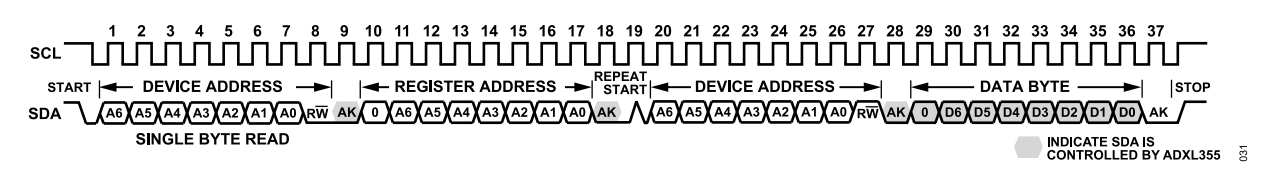 1 2 3 4 5 6 7 8 9 10 11 12 13 14 15 16 17 18 19 20 21 22 23 24 25 26 27 28 29 30 31 32 33 34 35 36 37
SCL
START DEVICE ADDRESS REGISTER ADDRESS REPEAT START DEVICE ADDRESS DATA BYTE STOP
SDA A6 A5 A4 A3 A2 A1 A0 RW̅ AK 0 A6 A5 A4 A3 A2 A1 A0 AK A6 A5 A4 A3 A2 A1 A0 RW̅ AK 0 D6 D5 D4 D3 D2 D1 D0 AK
SINGLE BYTE READ
INDICATE SDA IS
CONTROLLED BY ADXL355
031